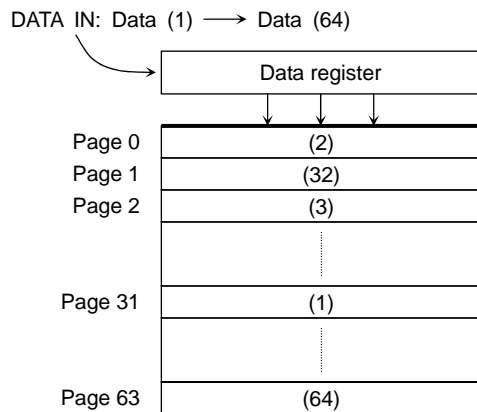 DATA IN: Data (1) → Data (64)
Data register
Page 0 (2)
Page 1 (32)
Page 2 (3)
Page 31 (1)
Page 63 (64)